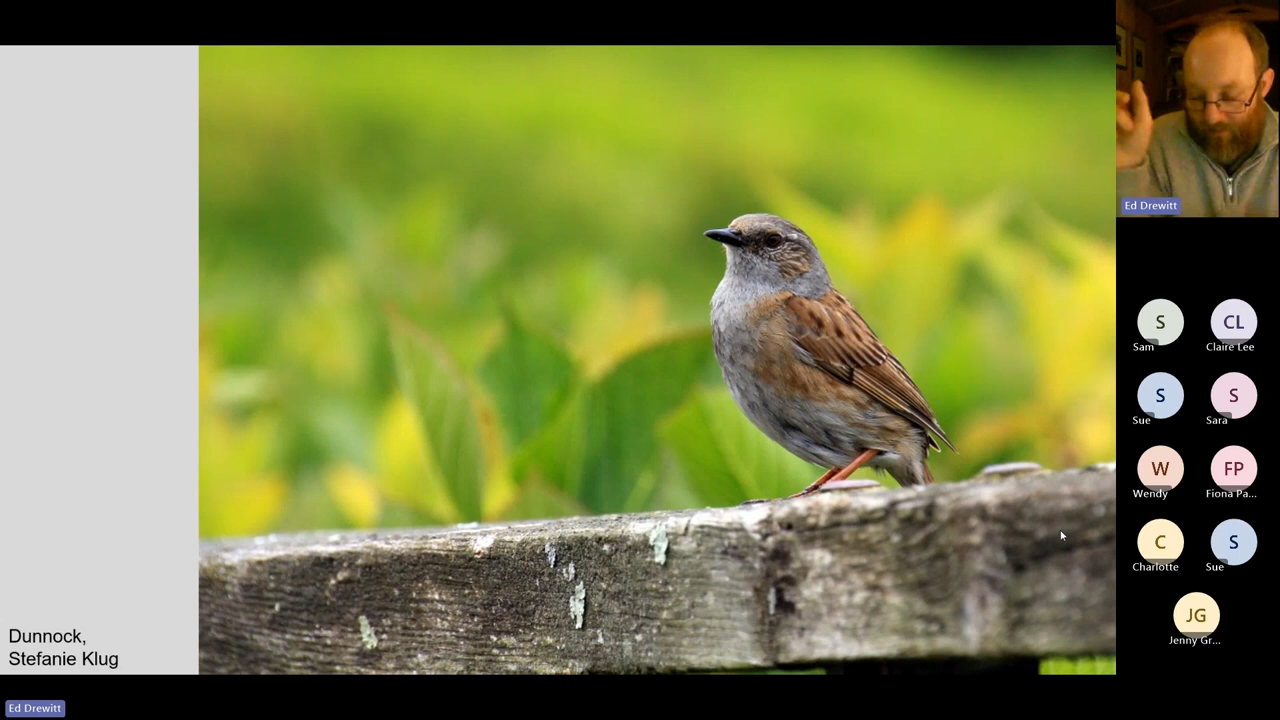 Dunnock,
Stefanie Klug
Ed Drewitt
Ed Drewitt
S
Sam
CL
Claire Lee
S
Sue
S
Sara
W
Wendy
FP
Fiona Pa...
C
Charlotte
S
Sue
JG
Jenny Gr...